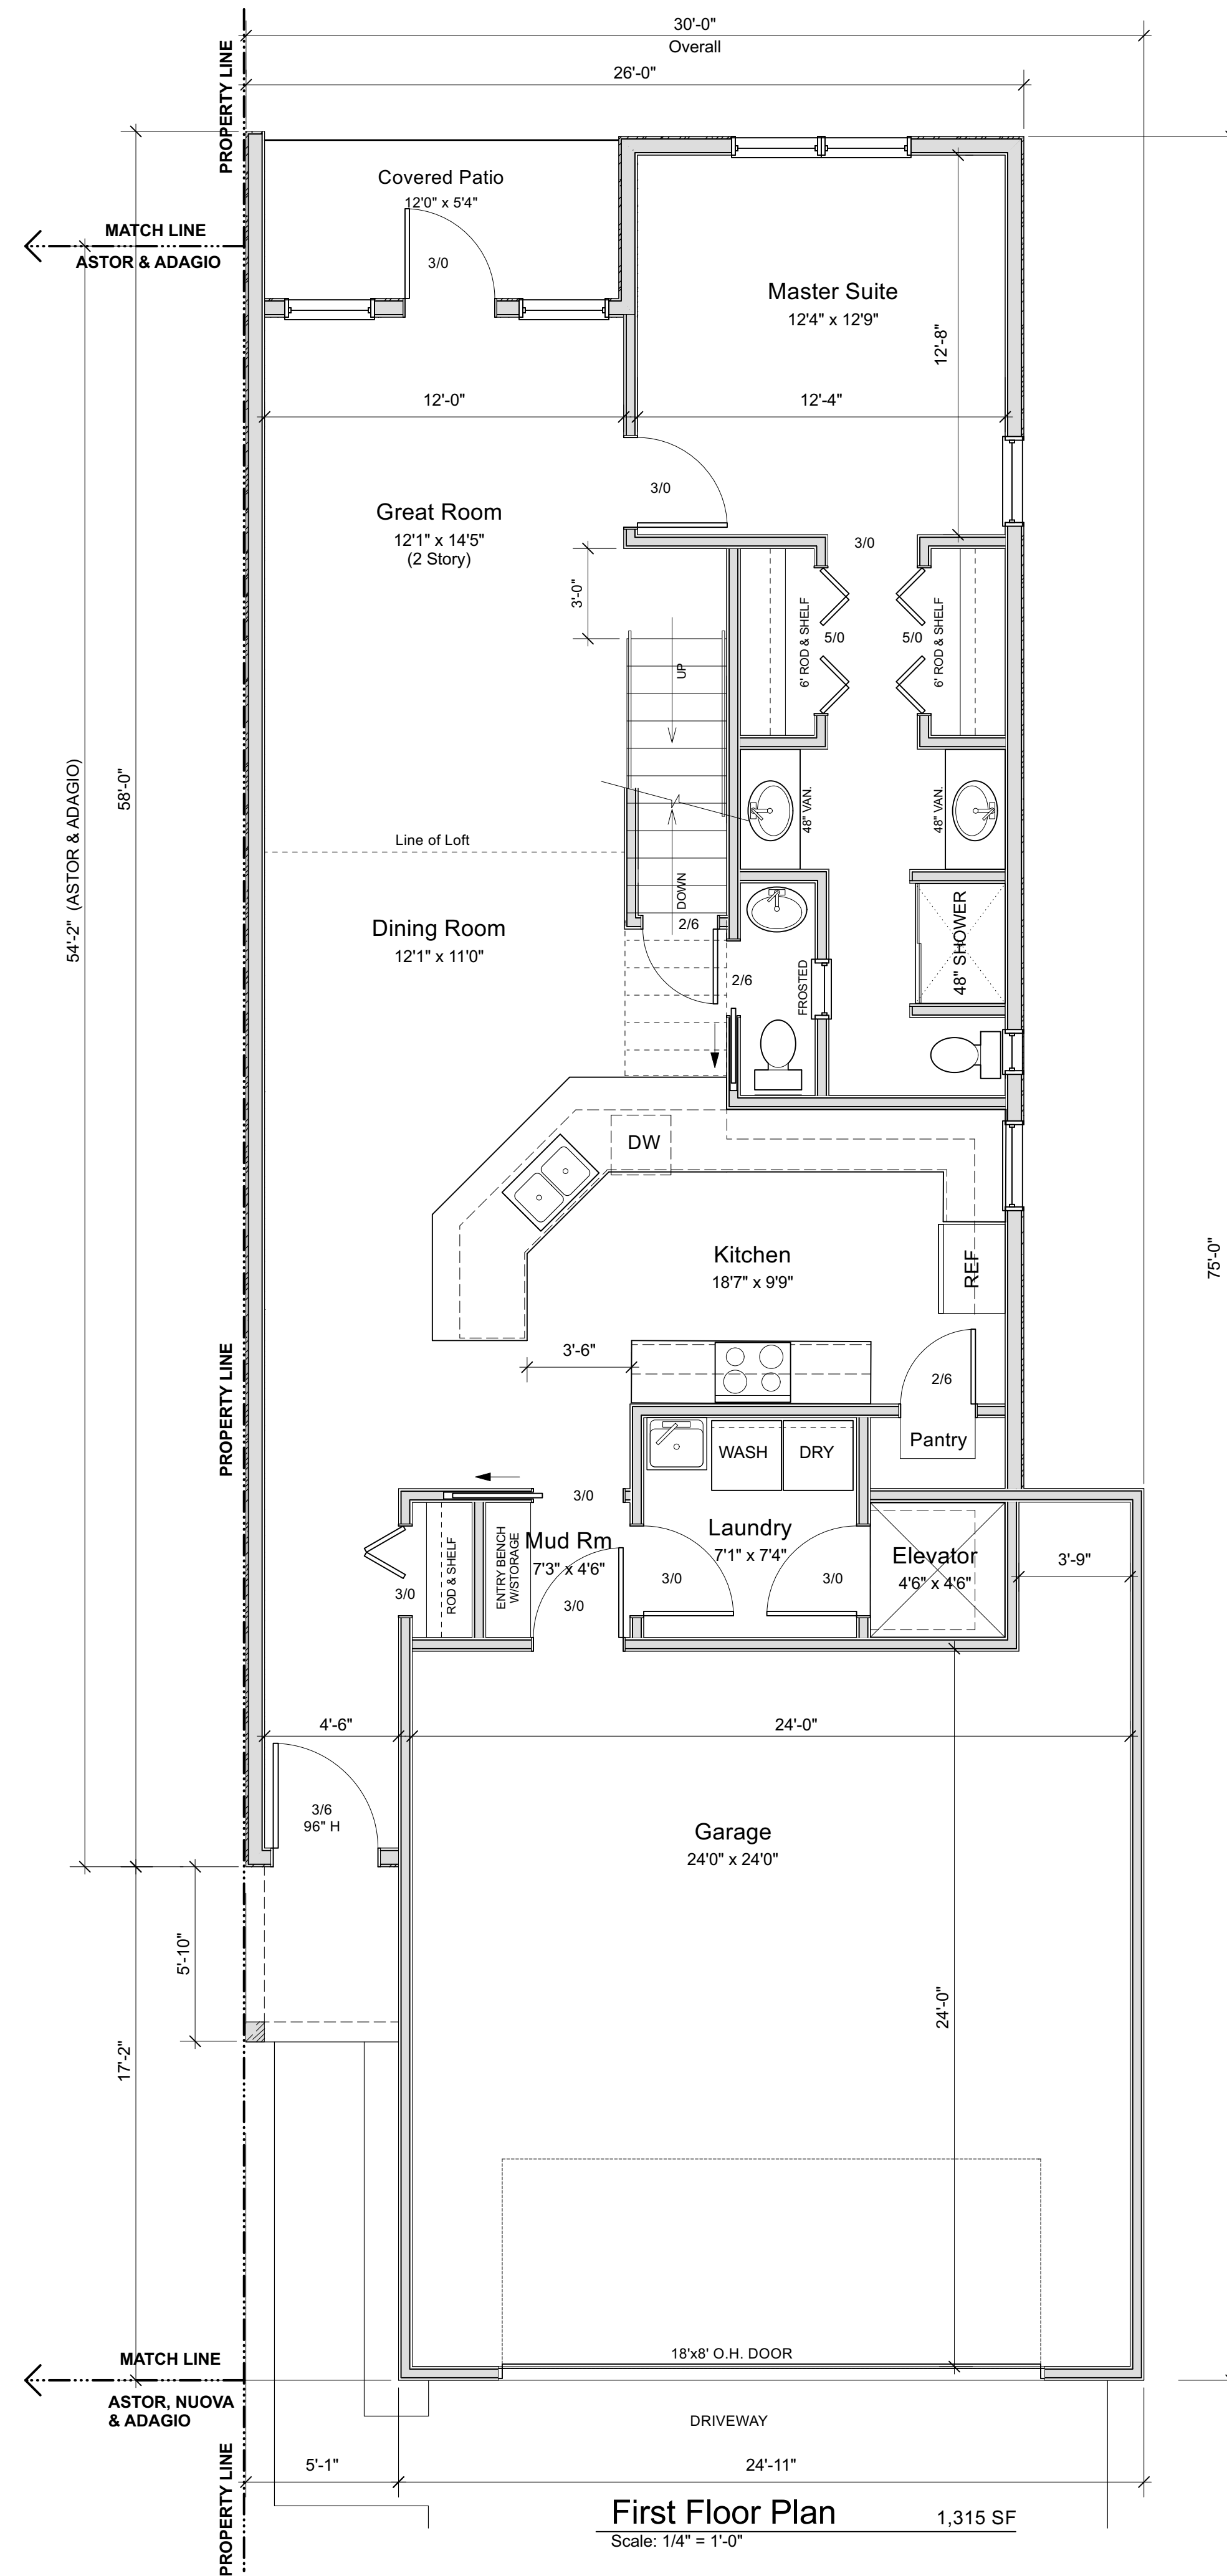 30'-0"
Overall
26'-0"
PROPERTY LINE
Covered Patio
12'0" x 5'4"
MATCH LINE
ASTOR & ADAGIO
3/0
Master Suite
12'4" x 12'9"
12'-8"
12'-0"
12'-4"
3/0
Great Room
12'1" x 14'5"
(2 Story)
3/0
3'-0"
6' ROD & SHELF
5/0
5/0
6' ROD & SHELF
UP
58'-0"
54'-2" (ASTOR & ADAGIO)
48" VAN.
48" VAN.
Line of Loft
DOWN
2/6
Dining Room
12'1" x 11'0"
48" SHOWER
2/6
FROSTED
DW
Kitchen
18'7" x 9'9"
REF
75'-0"
3'-6"
2/6
PROPERTY LINE
Pantry
WASH
DRY
3/0
Mud Rm
7'3" x 4'6"
Laundry
7'1" x 7'4"
Elevator
4'6" x 4'6"
3'-9"
ROD & SHELF
ENTRY BENCH
W/STORAGE
3/0
3/0
3/0
3/0
4'-6"
24'-0"
3/6
96" H
Garage
24'0" x 24'0"
5'-10"
24'-0"
17'-2"
18'x8' O.H. DOOR
MATCH LINE
ASTOR, NUOVA
& ADAGIO
DRIVEWAY
5'-1"
24'-11"
PROPERTY LINE
First Floor Plan
1,315 SF
Scale: 1/4" = 1'-0"